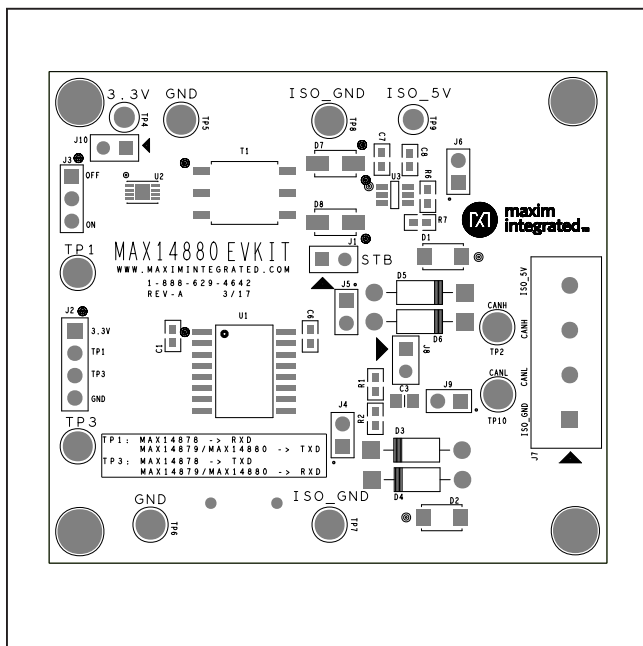 3.3V
GND
ISO_GND
ISO_5V
TP4
TP5
TP8
TP9
J10
J3
OFF
ON
U2
T1
D7
C7
C8
J6
U3
R6
R7
D8
maxim
integrated™
TP1
MAX14880 EVKIT
WWW.MAXIMINTEGRATED.COM
1-888-629-4642
REV-A 3/17
J1
STB
D1
J5
D5
D6
CANH
TP2
J2
3.3V
TP1
TP3
GND
C1
U1
C6
J8
R1
R2
C3
J9
CANL
TP10
ISO_5V
CANH
CANL
ISO_GND
J7
TP3
J4
TP1: MAX14878 -> RXD
MAX14879/MAX14880 -> TXD
TP3: MAX14878 -> TXD
MAX14879/MAX14880 -> RXD
D3
D4
GND
TP6
ISO_GND
TP7
D2